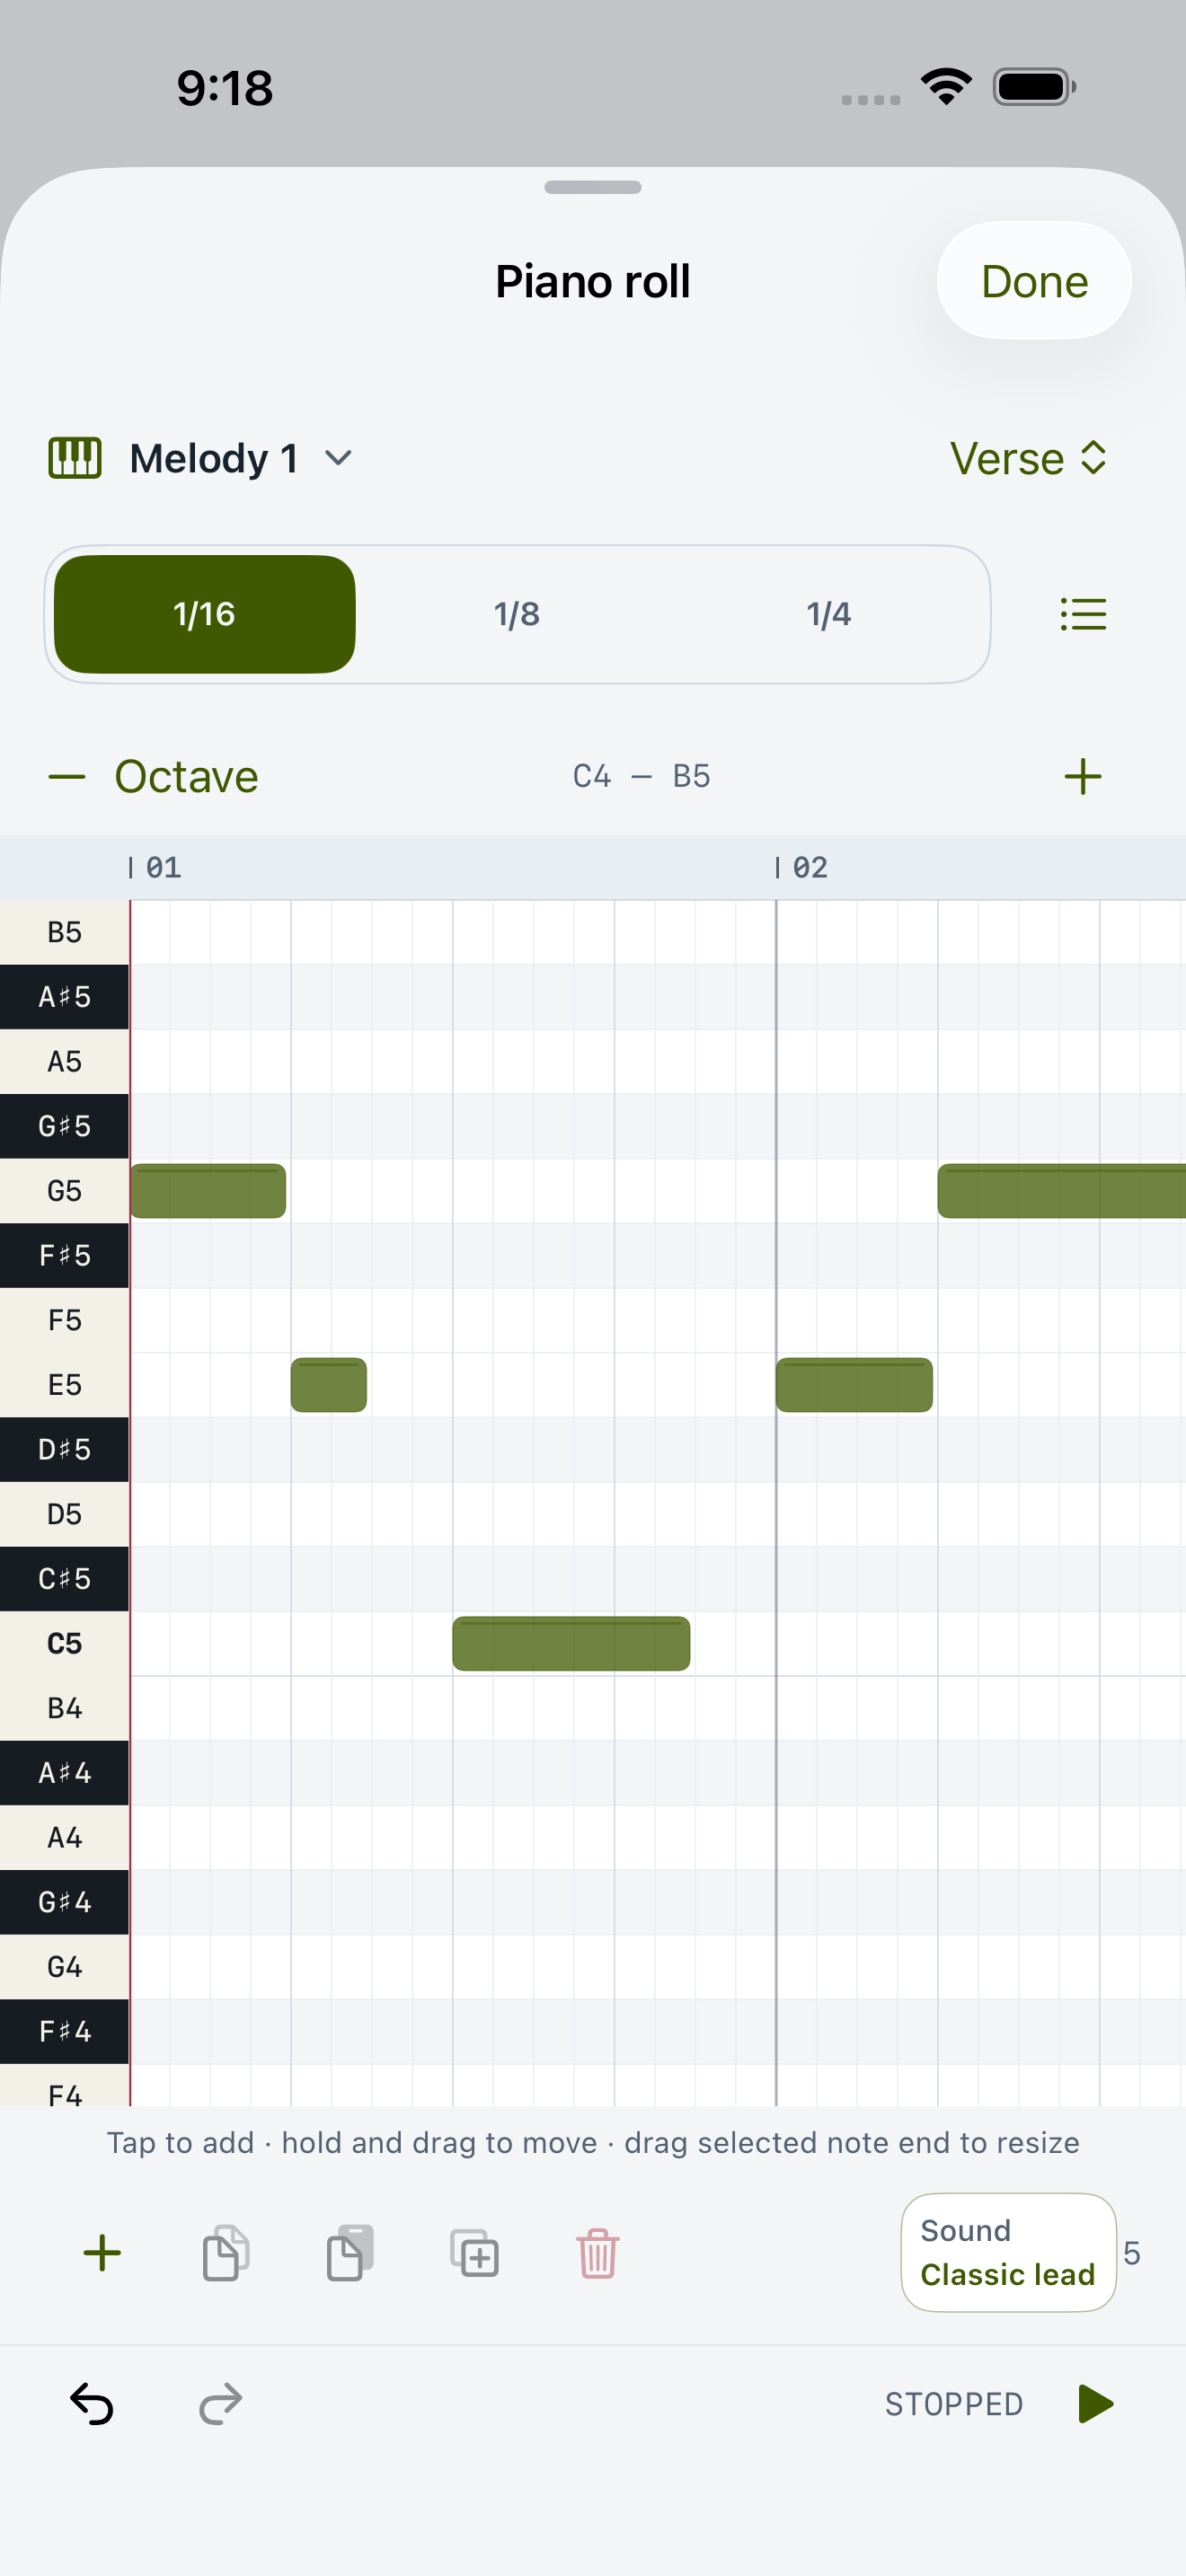 9:18
Piano roll
Done
Melody 1
Verse
1/16
1/8
1/4
Octave
C4 – B5
01
02
B5
A♯5
A5
G♯5
G5
F♯5
F5
E5
D♯5
D5
C♯5
C5
B4
A♯4
A4
G♯4
G4
F♯4
F4
Tap to add · hold and drag to move · drag selected note end to resize
Sound
Classic lead
5
STOPPED